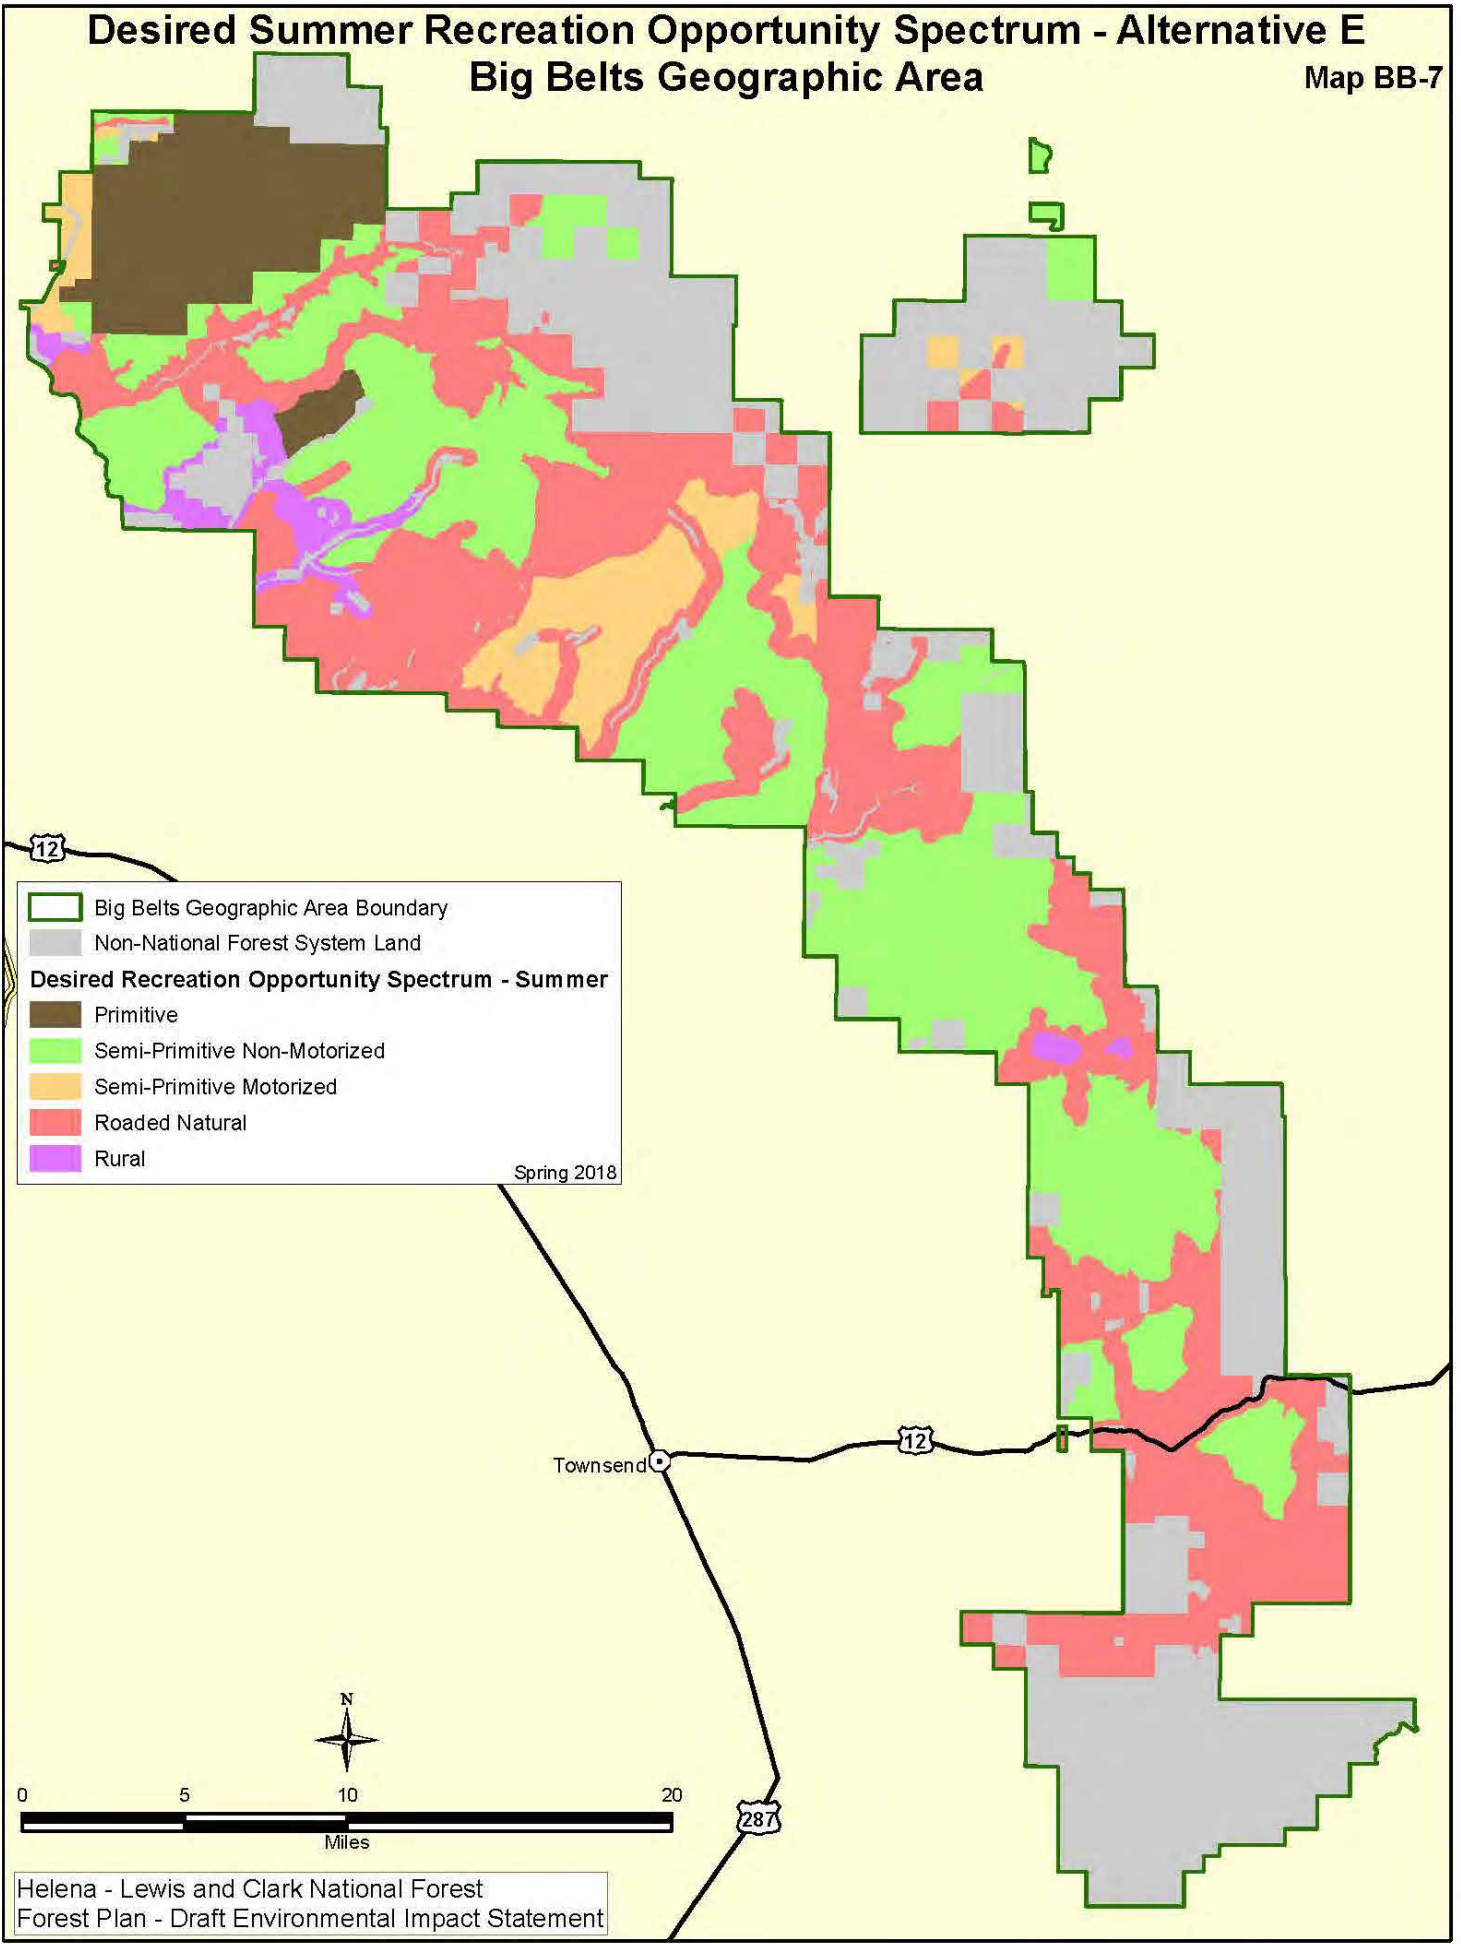 Desired Summer Recreation Opportunity Spectrum - Alternative E
Big Belts Geographic Area
Map BB-7
12
Big Belts Geographic Area Boundary
Non-National Forest System Land
Desired Recreation Opportunity Spectrum - Summer
Primitive
Semi-Primitive Non-Motorized
Semi-Primitive Motorized
Roaded Natural
Rural
Spring 2018
12
Townsend
N
0 5 10 20
Miles
287
Helena - Lewis and Clark National Forest
Forest Plan - Draft Environmental Impact Statement